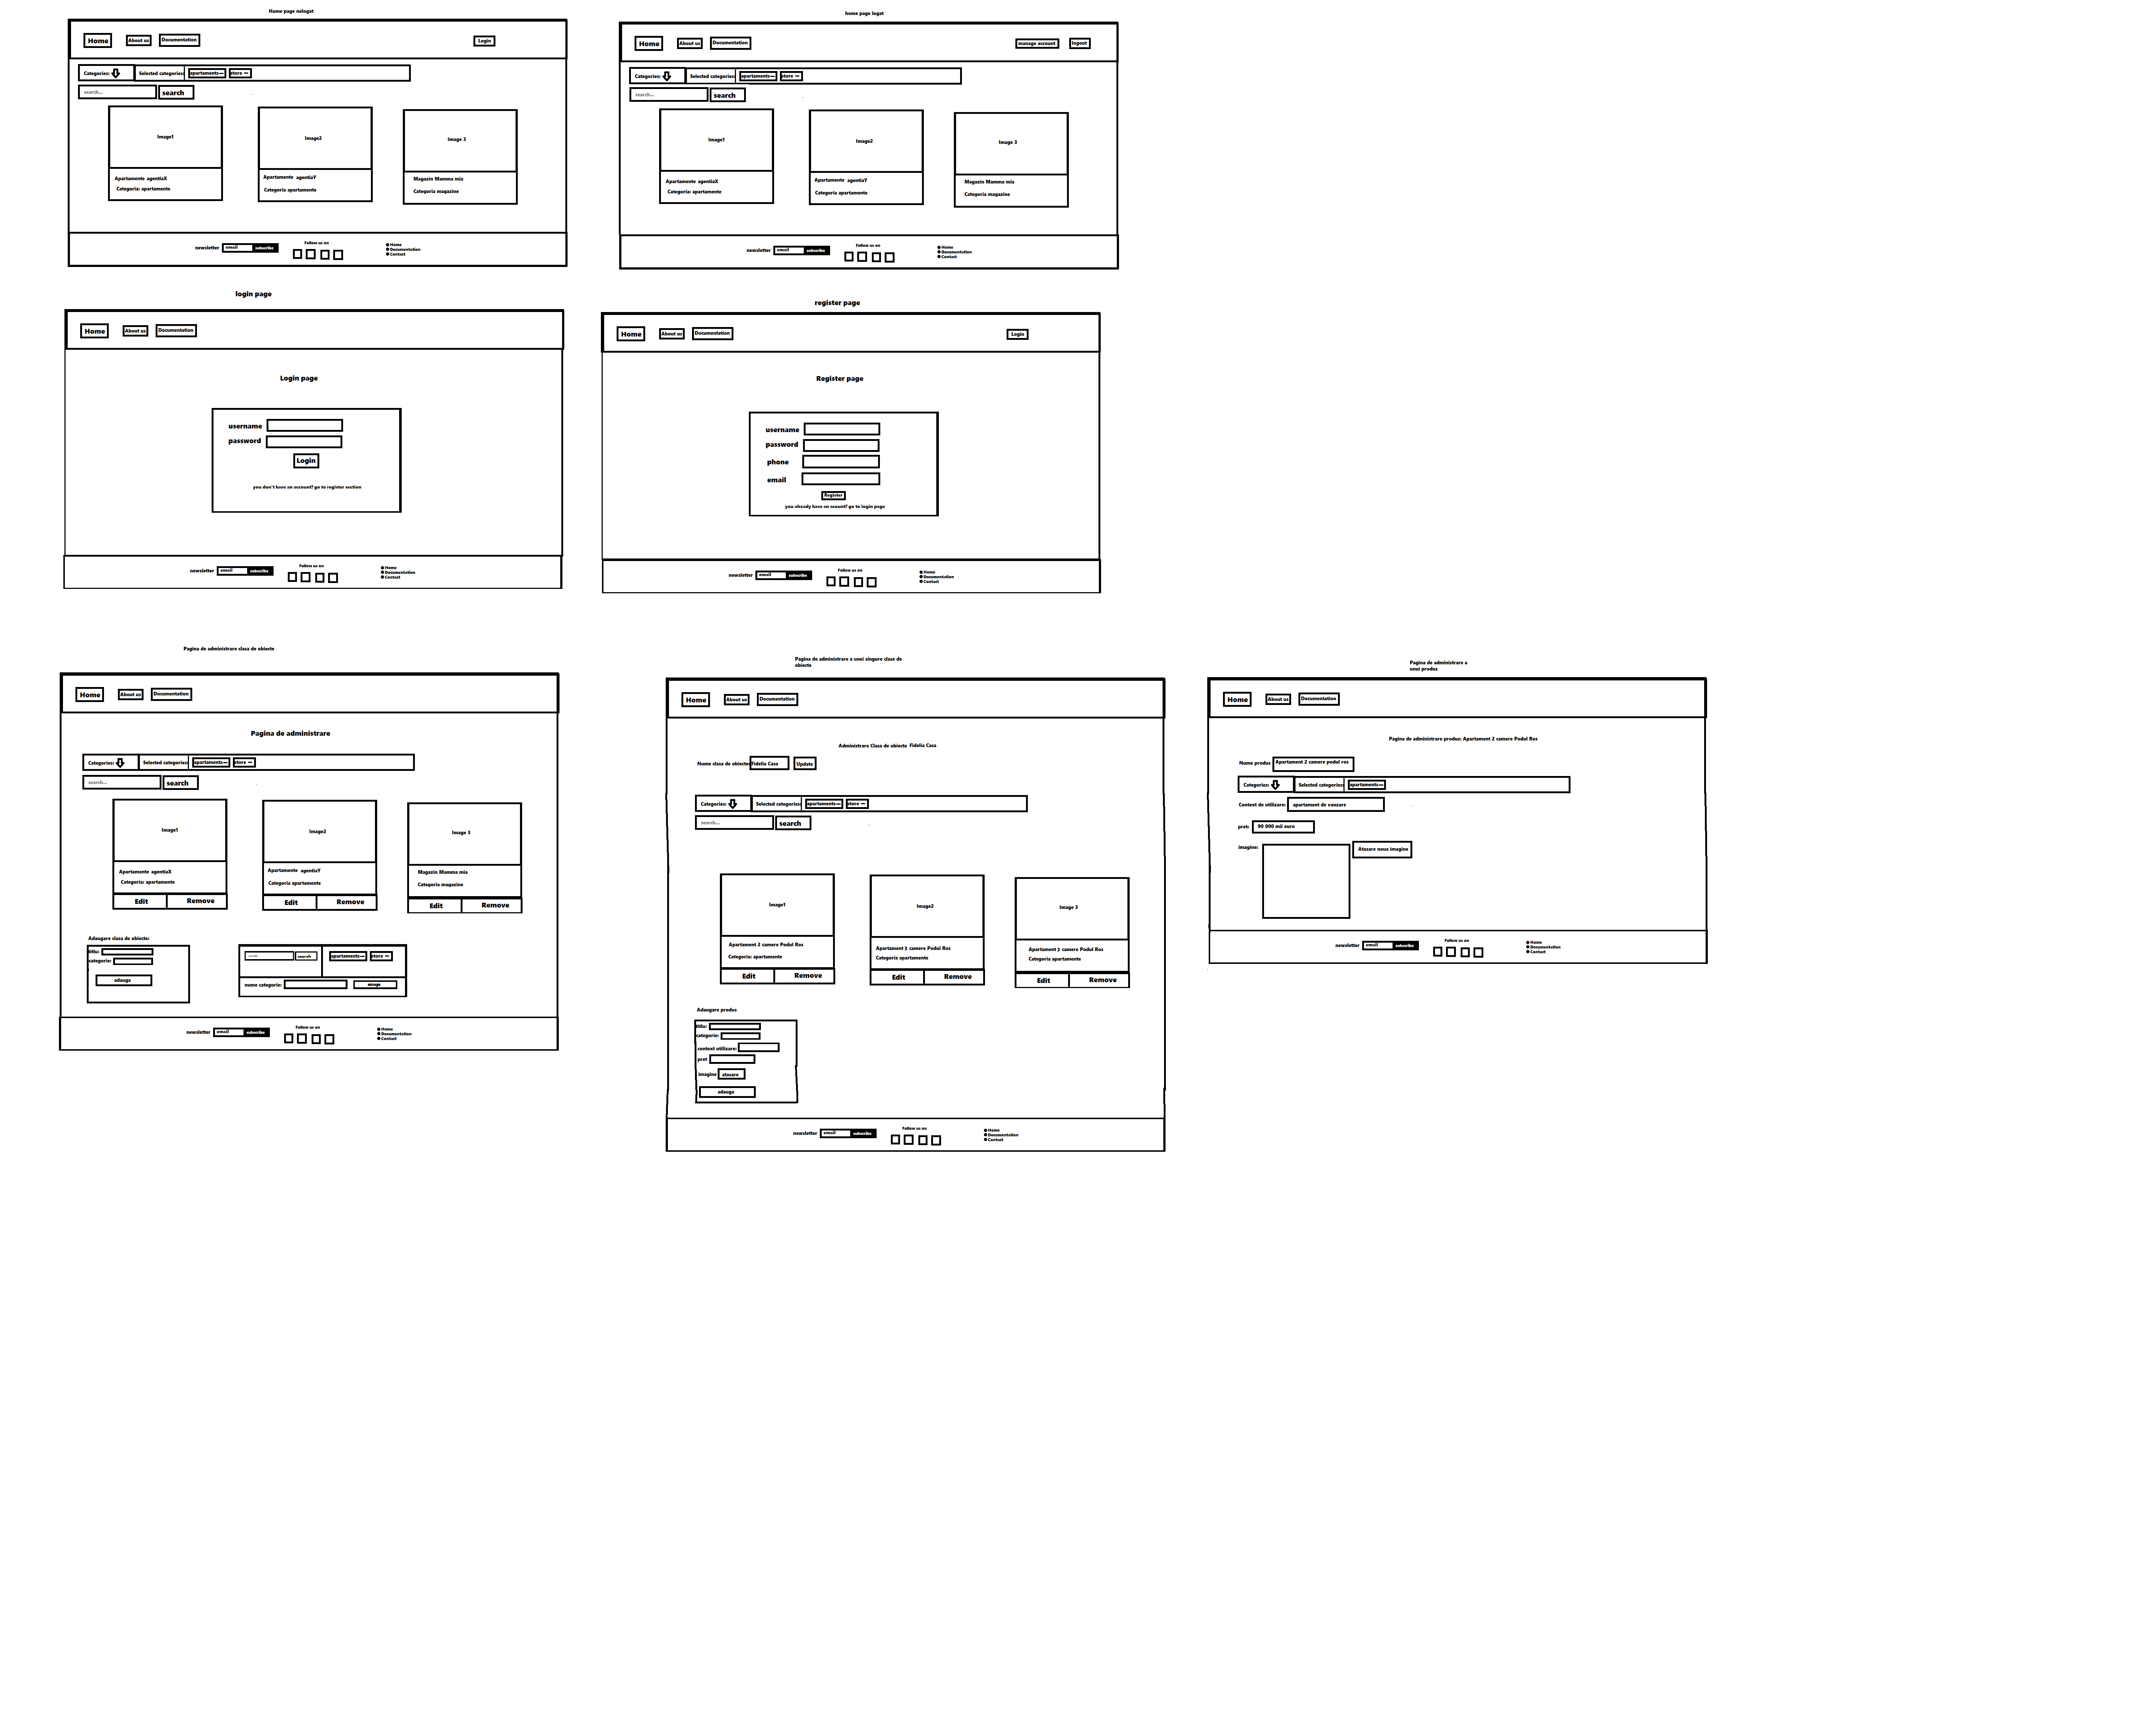 Home page nelogat
Home
About us
Documentation
Login
Categories:
Selected categories:
apartaments
store
search...
search
Image1
Image2
Image 3
Apartamente agentiaX
Categoria: apartamente
Apartamente agentiaY
Categoria apartamente
Magazin Mamma mia
Categoria magazine
newsletter
email
subscribe
Follow us on
Home
Documentation
Contact
home page logat
Home
About us
Documentation
manage account
logout
Categories:
Selected categories:
apartaments
store
search...
search
Image1
Image2
Image 3
Apartamente agentiaX
Categoria: apartamente
Apartamente agentiaY
Categoria apartamente
Magazin Mamma mia
Categoria magazine
newsletter
email
subscribe
Follow us on
Home
Documentation
Contact
login page
Home
About us
Documentation
Login page
username
password
Login
you don't have an account? go to register section
newsletter
email
subscribe
Follow us on
Home
Documentation
Contact
register page
Home
About us
Documentation
Login
Register page
username
password
phone
email
Register
you already have an acount? go to login page
newsletter
email
subscribe
Follow us on
Home
Documentation
Contact
Pagina de administrare clasa de obiecte
Home
About us
Documentation
Pagina de administrare
Categories:
Selected categories:
apartaments
store
search...
search
Image1
Image2
Image 3
Apartamente agentiaX
Categoria: apartamente
Apartamente agentiaY
Categoria apartamente
Magazin Mamma mia
Categoria magazine
Edit
Remove
Edit
Remove
Edit
Remove
Adaugare clasa de obiecte:
titlu:
categorie:
adauga
search
apartaments
store
nume categorie:
newsletter
email
subscribe
Follow us on
Home
Documentation
Contact
Pagina de administrare a unei singure clase de
obiecte
Home
About us
Documentation
Administrare Clasa de obiecte Fidelia Casa
Nume clasa de obiecte:
Fidelia Casa
Update
Categories:
Selected categories:
apartaments
store
search...
search
Image1
Image2
Image 3
Apartament 2 camere Podul Ros
Categoria: apartamente
Apartament 3 camere Podul Ros
Categoria apartamente
Apartament 3 camere Podul Ros
Categoria apartamente
Edit
Remove
Edit
Remove
Edit
Remove
Adaugare produs
titlu:
categorie:
context utilizare:
pret
imagine
atasare
adauga
newsletter
email
subscribe
Follow us on
Home
Documentation
Contact
Pagina de administrare a
unui produs
Home
About us
Documentation
Pagina de administrare produs: Apartament 2 camere Podul Ros
Nume produs
Apartament 2 camere podul ros
Categories:
Selected categories:
apartaments
Context de utilizare:
apartament de vanzare
pret:
90 000 mii euro
imagine:
Atasare noua imagine
newsletter
email
subscribe
Follow us on
Home
Documentation
Contact